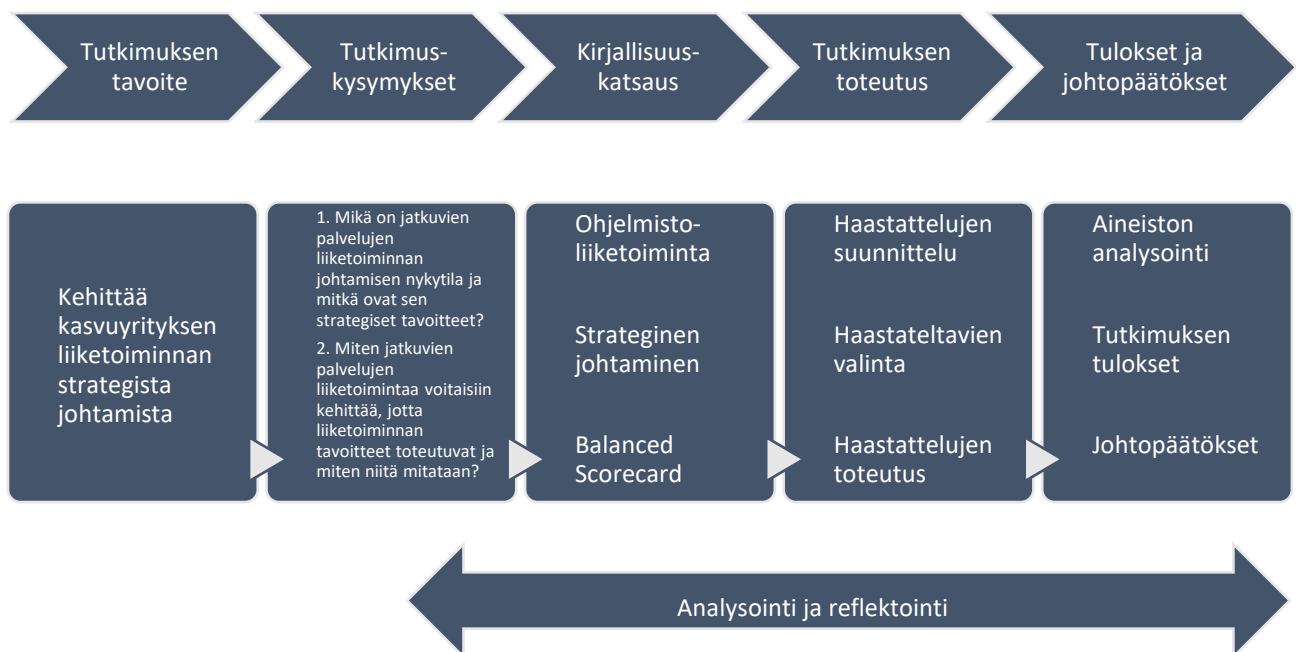 Tutkimuksen
tavoite
Tutkimus-
kysymykset
Kirjallisuus-
katsaus
Tutkimuksen
toteutus
Tulokset ja
johtopäätökset
Kehittää
kasvuyrityksen
liiketoiminnan
strategista
johtamista
1. Mikä on jatkuvien
palvelujen
liiketoiminnan
johtamisen nykytila ja
mitkä ovat sen
strategiset tavoitteet?
2. Miten jatkuvien
palvelujen
liiketoimintaa voitaisiin
kehittää, jotta
liiketoiminnan
tavoitteet toteutuvat ja
miten niitä mitataan?
Ohjelmisto-
liiketoiminta
Strateginen
johtaminen
Balanced
Scorecard
Haastattelujen
suunnittelu
Haastateltavien
valinta
Haastattelujen
toteutus
Aineiston
analysointi
Tutkimuksen
tulokset
Johtopäätökset
Analysointi ja reflektointi